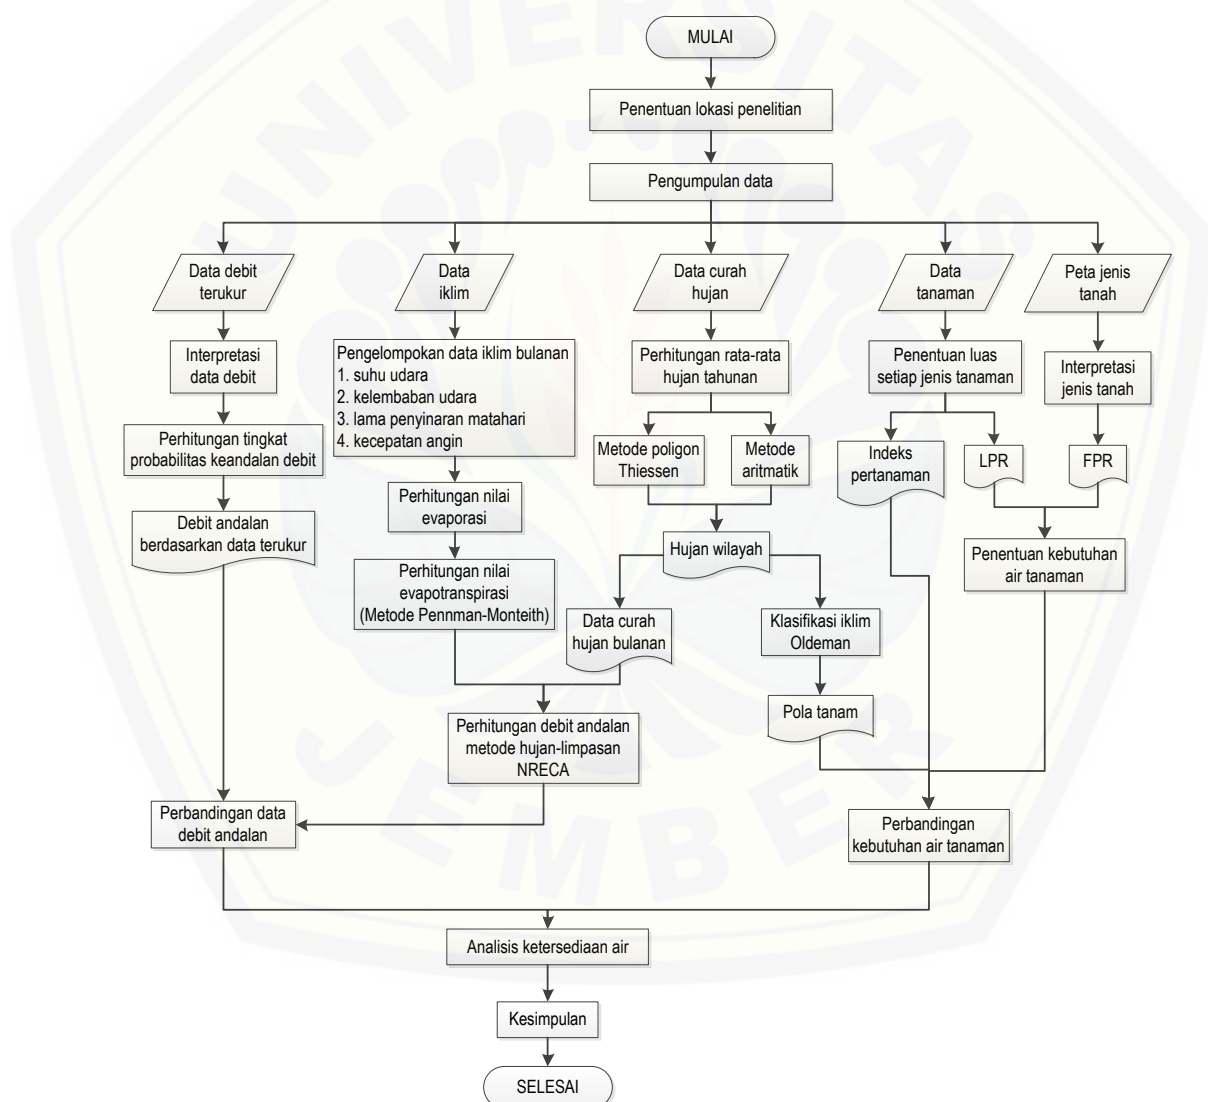 UNIVERSITAS
JEMBER
MULAI
Penentuan lokasi penelitian
Pengumpulan data
Data debit
terukur
Data
iklim
Data curah
hujan
Data
tanaman
Peta jenis
tanah
Interpretasi
data debit
Pengelompokan data iklim bulanan
1. suhu udara
2. kelembaban udara
3. lama penyinaran matahari
4. kecepatan angin
Perhitungan rata-rata
hujan tahunan
Penentuan luas
setiap jenis tanaman
Interpretasi
jenis tanah
Perhitungan tingkat
probabilitas keandalan debit
Metode poligon
Thiessen
Metode
aritmatik
Indeks
pertanaman
LPR
FPR
Debit andalan
berdasarkan data terukur
Perhitungan nilai
evaporasi
Hujan wilayah
Penentuan kebutuhan
air tanaman
Perhitungan nilai
evapotranspirasi
(Metode Pennman-Monteith)
Data curah
hujan bulanan
Klasifikasi iklim
Oldeman
Pola tanam
Perhitungan debit andalan
metode hujan-limpasan
NRECA
Perbandingan data
debit andalan
Perbandingan
kebutuhan air tanaman
Analisis ketersediaan air
Kesimpulan
SELESAI